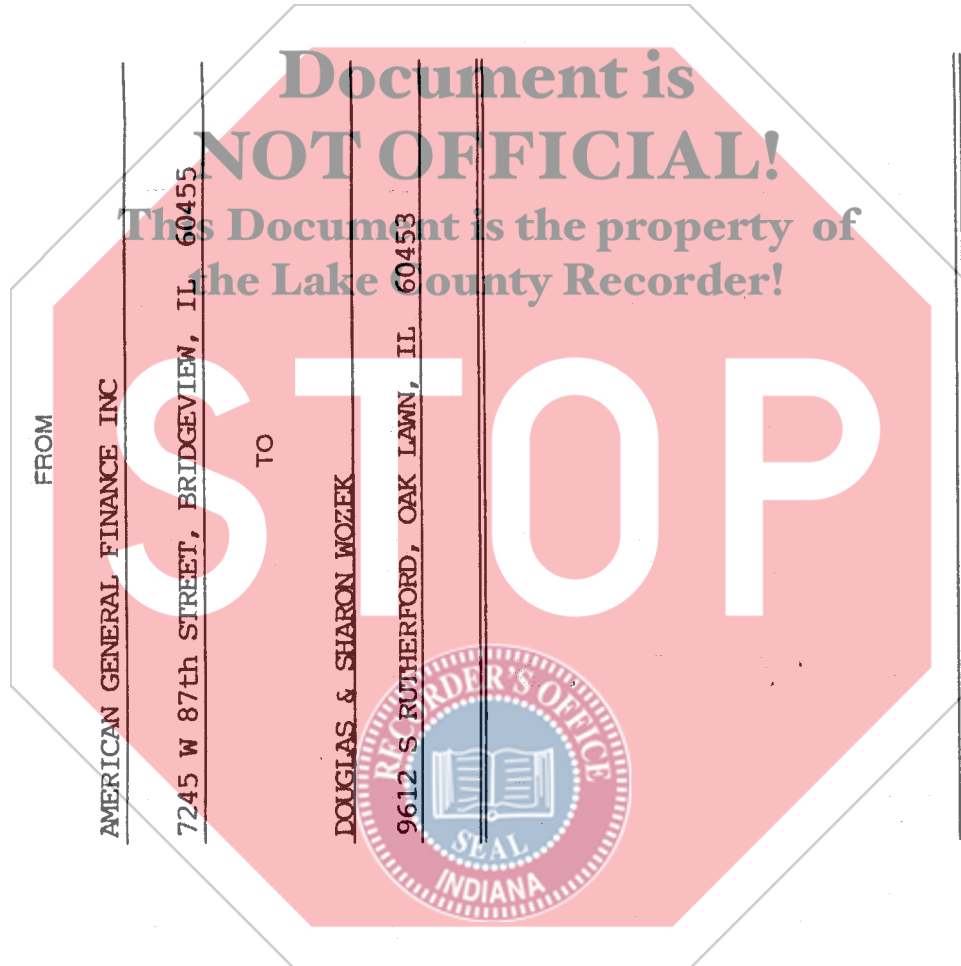 Document is
NOT OFFICIAL!
This Document is the property of
the Lake County Recorder!
STOP
FROM
AMERICAN GENERAL FINANCE INC
7245 W 87th STREET, BRIDGEVIEW, IL 60455
TO
DOUGLAS & SHARON WOZEK
9612 S RUTHERFORD, OAK LAWN, IL 60453
RECORDER'S OFFICE
SEAL
INDIANA